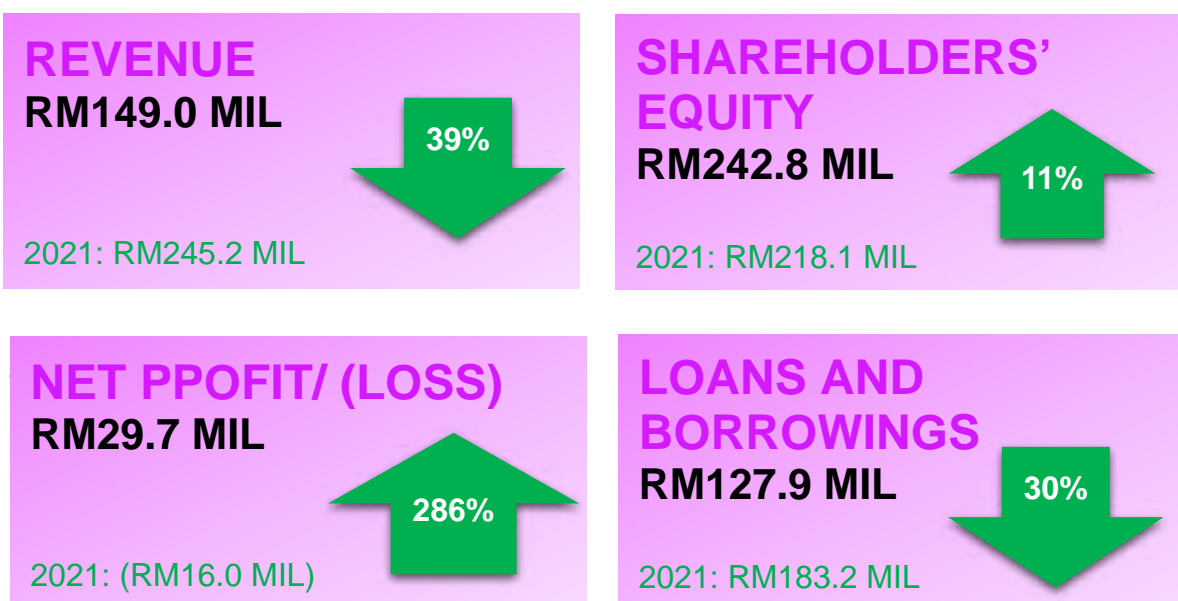 REVENUE
RM149.0 MIL
39%
2021: RM245.2 MIL
SHAREHOLDERS’
EQUITY
RM242.8 MIL
11%
2021: RM218.1 MIL
NET PPOFIT/ (LOSS)
RM29.7 MIL
286%
2021: (RM16.0 MIL)
LOANS AND
BORROWINGS
RM127.9 MIL
30%
2021: RM183.2 MIL